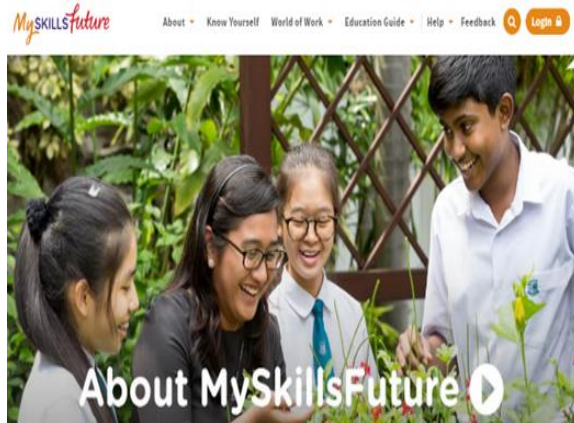 MySKILLSfuture
About Know Yourself World of Work Education Guide Help Feedback Login
About MySkillsFuture